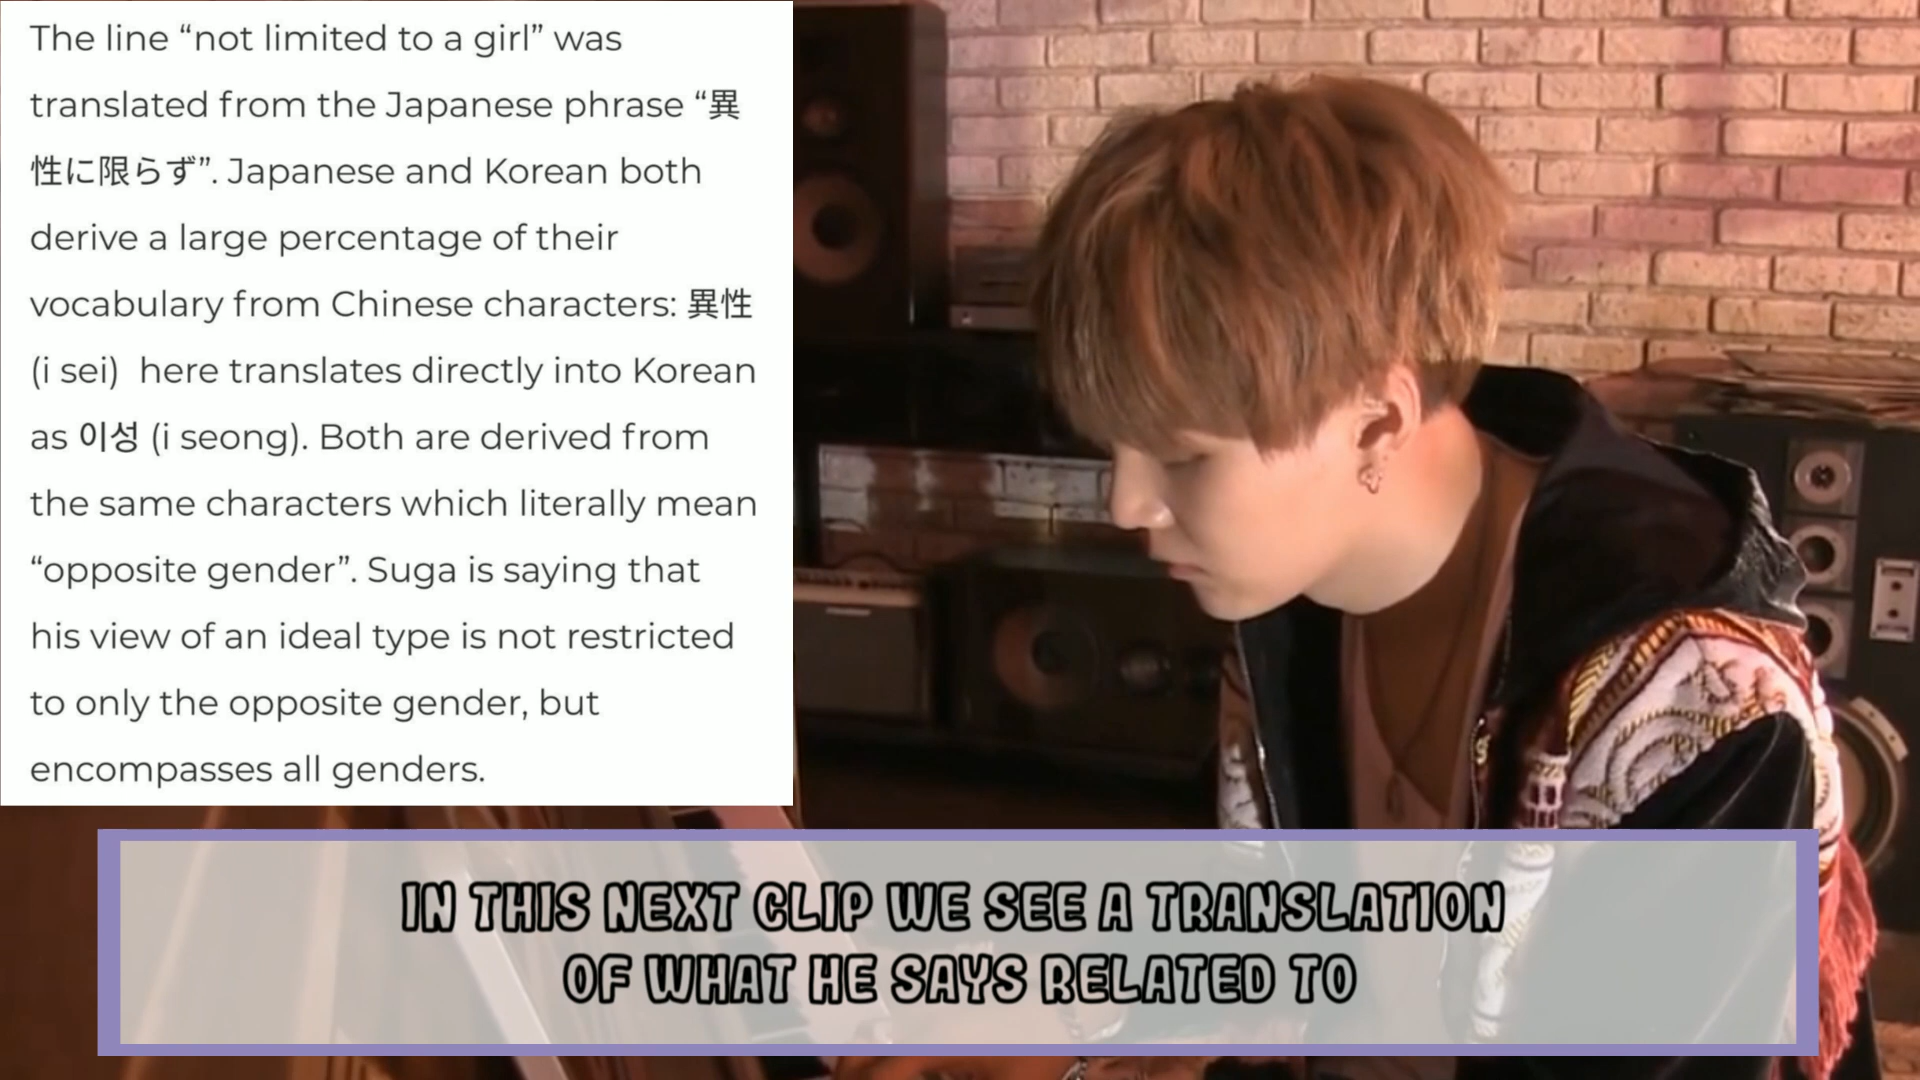 The line “not limited to a girl” was
translated from the Japanese phrase “異
性に限らず”. Japanese and Korean both
derive a large percentage of their
vocabulary from Chinese characters: 異性
(i sei)  here translates directly into Korean
as 이성 (i seong). Both are derived from
the same characters which literally mean
“opposite gender”. Suga is saying that
his view of an ideal type is not restricted
to only the opposite gender, but
encompasses all genders.
IN THIS NEXT CLIP WE SEE A TRANSLATION
OF WHAT HE SAYS RELATED TO